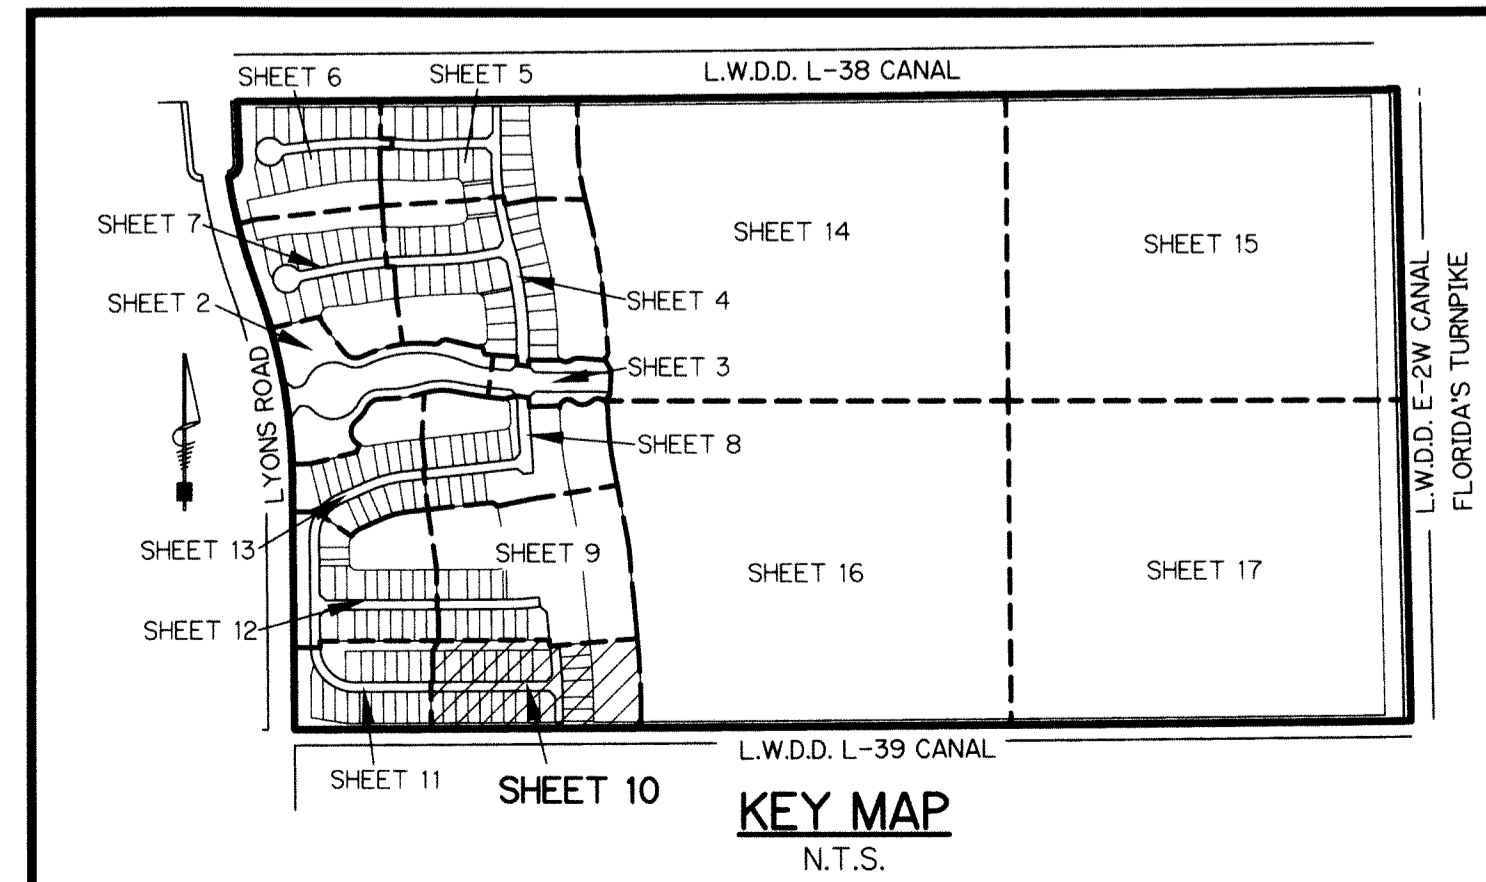 L.W.D.D. L-38 CANAL
SHEET 6
SHEET 5
SHEET 7
SHEET 14
SHEET 15
SHEET 2
SHEET 4
SHEET 3
LYONS ROAD
L.W.D.D. E-2W CANAL
FLORIDA'S TURNPIKE
SHEET 8
SHEET 13
SHEET 9
SHEET 16
SHEET 17
SHEET 12
L.W.D.D. L-39 CANAL
SHEET 11
SHEET 10
KEY MAP
N.T.S.